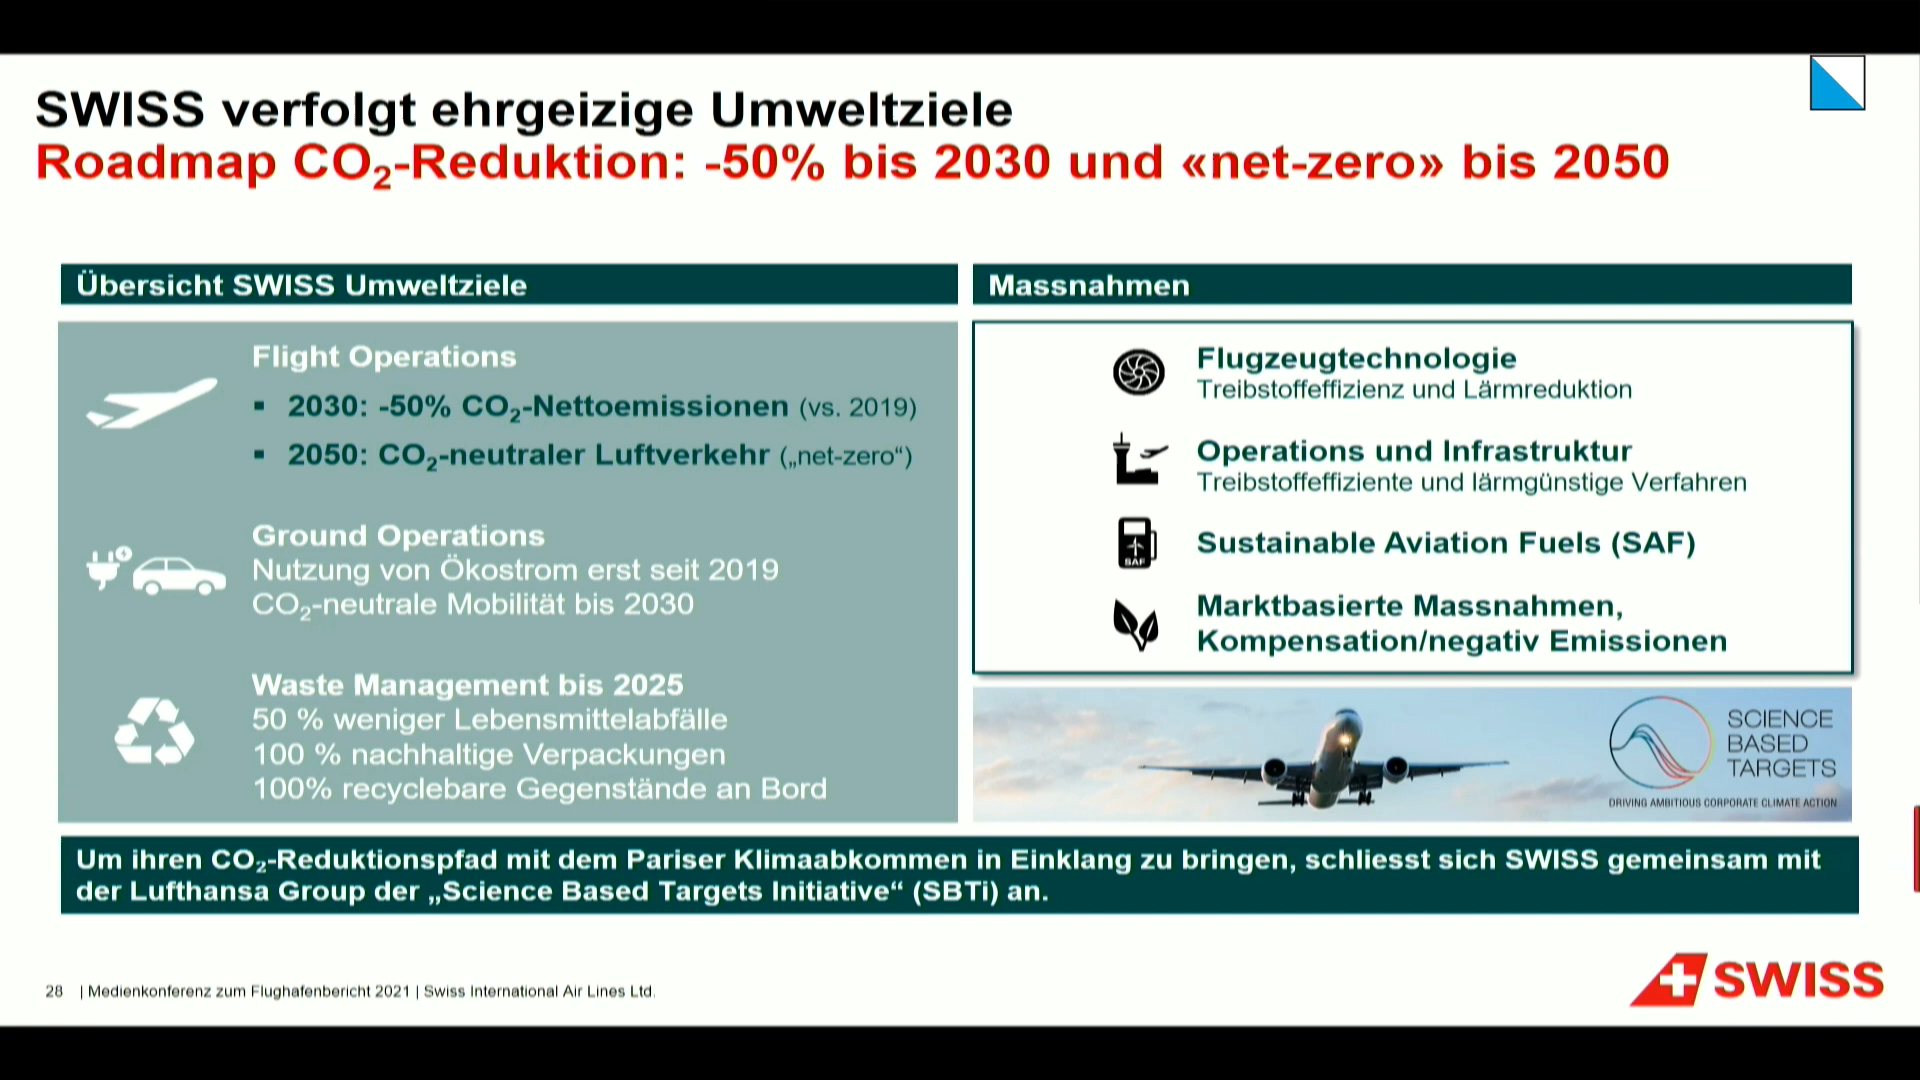 SWISS verfolgt ehrgeizige Umweltziele
Roadmap CO₂-Reduktion: -50% bis 2030 und «net-zero» bis 2050
Übersicht SWISS Umweltziele
Flight Operations
▪ 2030: -50% CO₂-Nettoemissionen (vs. 2019)
▪ 2050: CO₂-neutraler Luftverkehr („net-zero“)
Ground Operations
Nutzung von Ökostrom erst seit 2019
CO₂-neutrale Mobilität bis 2030
Waste Management bis 2025
50 % weniger Lebensmittelabfälle
100 % nachhaltige Verpackungen
100% recyclebare Gegenstände an Bord
Massnahmen
Flugzeugtechnologie
Treibstoffeffizienz und Lärmreduktion
Operations und Infrastruktur
Treibstoffeffiziente und lärmgünstige Verfahren
SAF
Sustainable Aviation Fuels (SAF)
Marktbasierte Massnahmen,
Kompensation/negativ Emissionen
SCIENCE
BASED
TARGETS
DRIVING AMBITIOUS CORPORATE CLIMATE ACTION
Um ihren CO₂-Reduktionspfad mit dem Pariser Klimaabkommen in Einklang zu bringen, schliesst sich SWISS gemeinsam mit
der Lufthansa Group der „Science Based Targets Initiative“ (SBTi) an.
28 | Medienkonferenz zum Flughafenbericht 2021 | Swiss International Air Lines Ltd.
SWISS